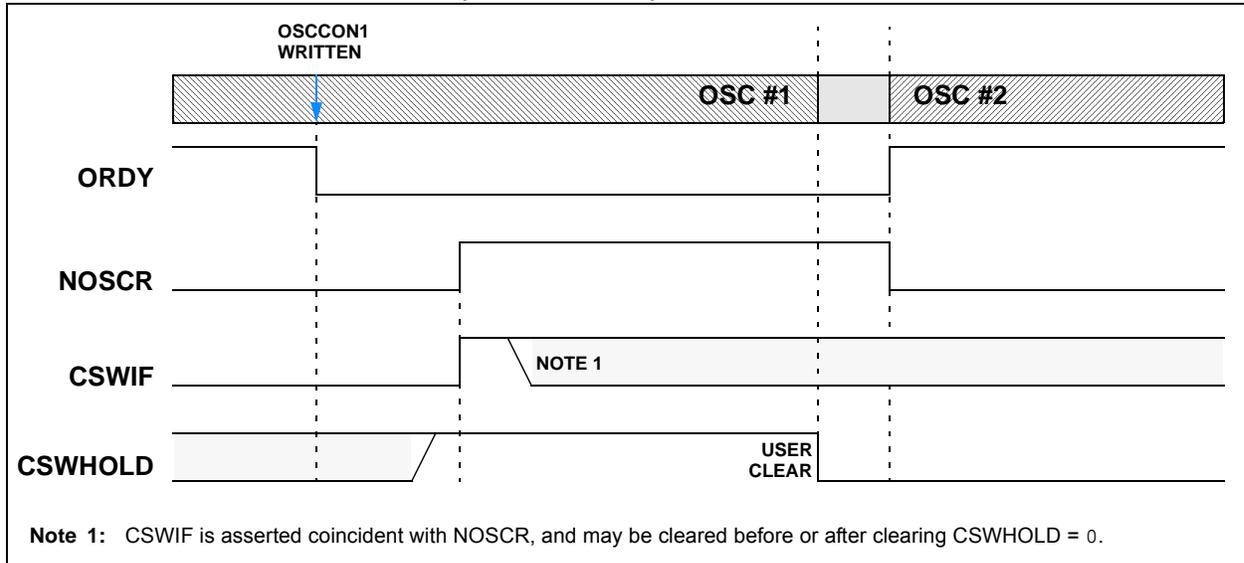 OSCCON1
WRITTEN
OSC #1
OSC #2
ORDY
NOSCR
CSWIF
NOTE 1
CSWHOLD
USER
CLEAR
Note 1: CSWIF is asserted coincident with NOSCR, and may be cleared before or after clearing CSWHOLD = 0.